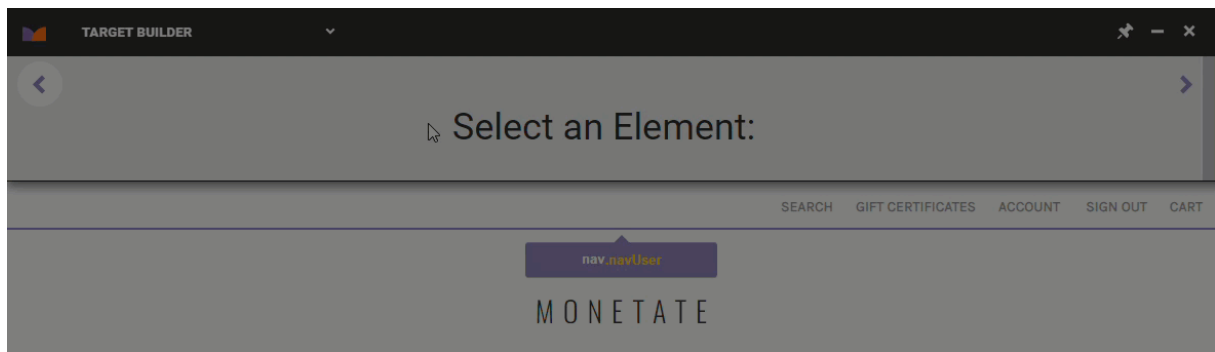 TARGET BUILDER
Select an Element:
SEARCH GIFT CERTIFICATES ACCOUNT SIGN OUT CART
nav.navUser
MONETATE